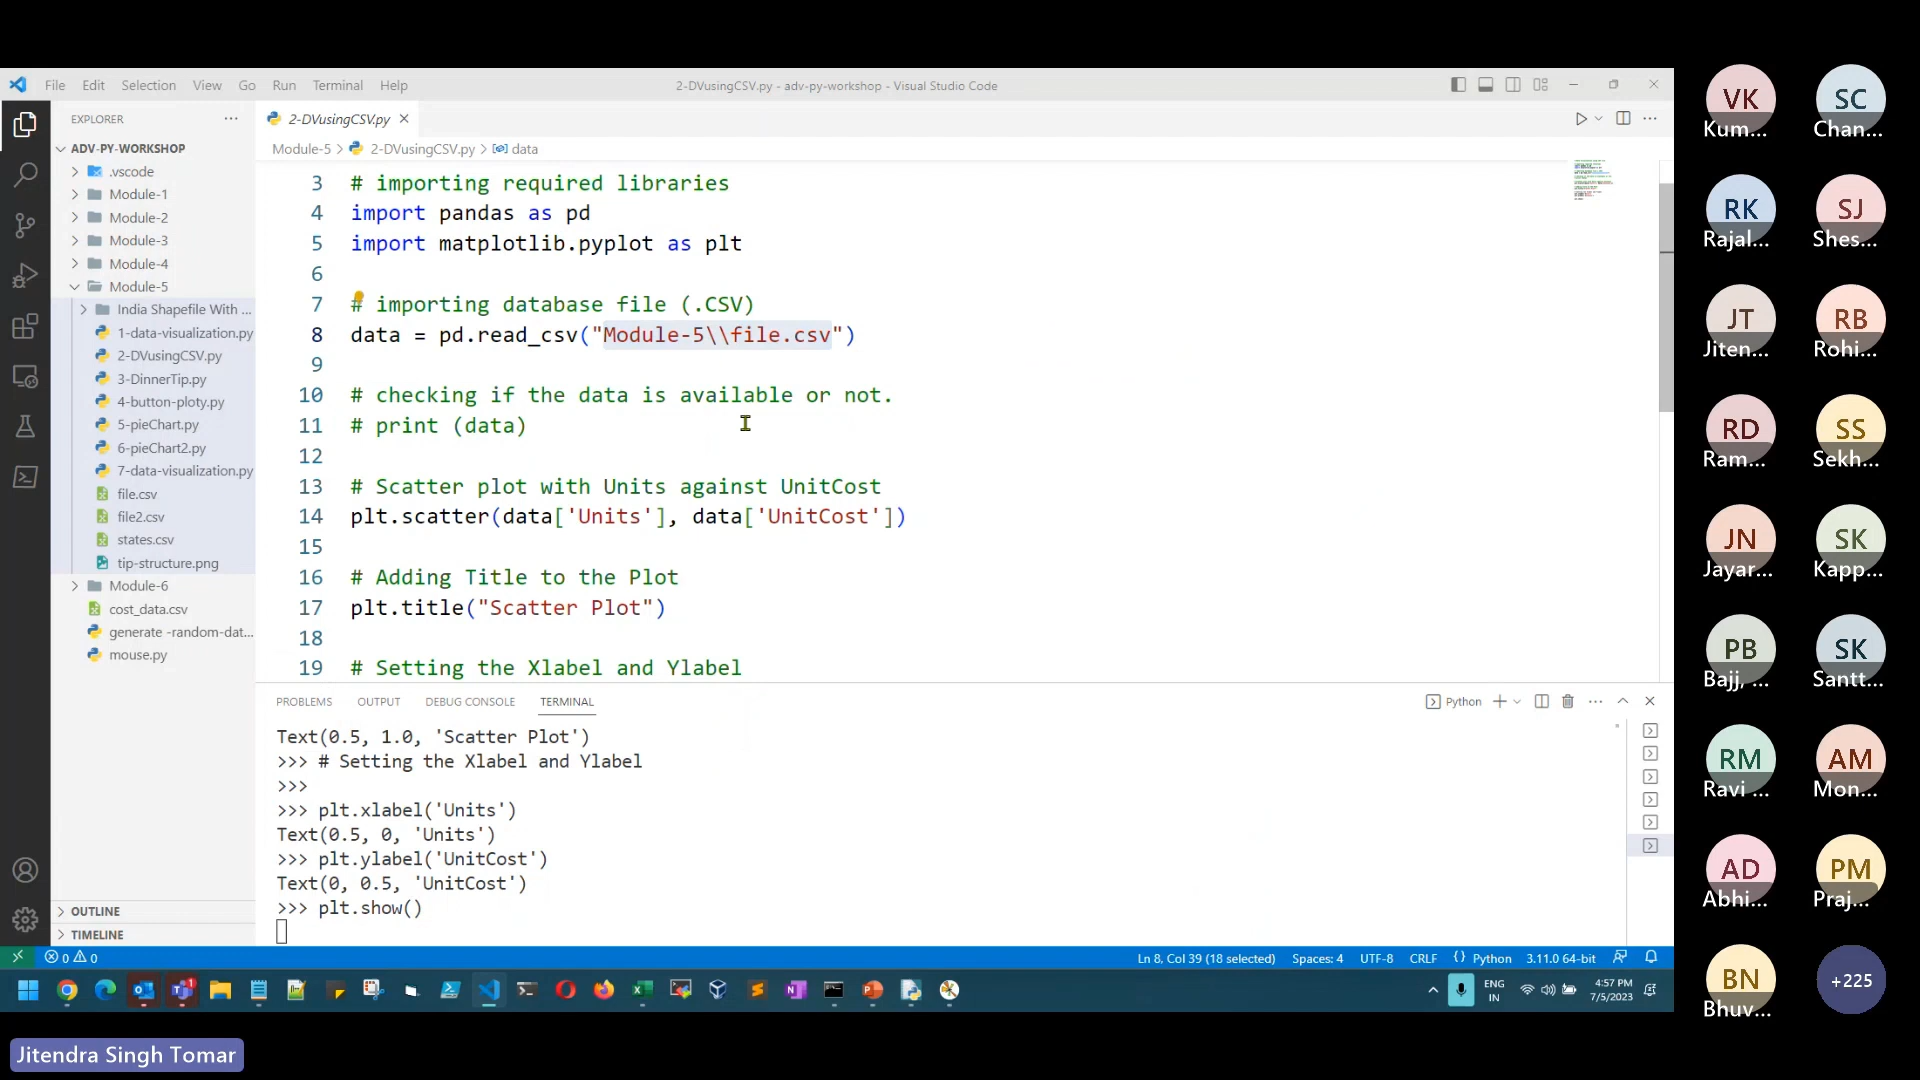 File Edit Selection View Go Run Terminal Help
2-DVusingCSV.py - adv-py-workshop - Visual Studio Code
EXPLORER
ADV-PY-WORKSHOP
.vscode
Module-1
Module-2
Module-3
Module-4
Module-5
India Shapefile With ...
1-data-visualization.py
2-DVusingCSV.py
3-DinnerTip.py
4-button-ploty.py
5-pieChart.py
6-pieChart2.py
7-data-visualization.py
file.csv
file2.csv
states.csv
tip-structure.png
Module-6
cost_data.csv
generate -random-dat...
mouse.py
OUTLINE
TIMELINE
2-DVusingCSV.py
Module-5 > 2-DVusingCSV.py > data
3 # importing required libraries
4 import pandas as pd
5 import matplotlib.pyplot as plt
6
7 # importing database file (.CSV)
8 data = pd.read_csv("Module-5\\file.csv")
9
10 # checking if the data is available or not.
11 # print (data)
12
13 # Scatter plot with Units against UnitCost
14 plt.scatter(data['Units'], data['UnitCost'])
15
16 # Adding Title to the Plot
17 plt.title("Scatter Plot")
18
19 # Setting the Xlabel and Ylabel
PROBLEMS OUTPUT DEBUG CONSOLE TERMINAL
Python
Text(0.5, 1.0, 'Scatter Plot')
>>> # Setting the Xlabel and Ylabel
>>>
>>> plt.xlabel('Units')
Text(0.5, 0, 'Units')
>>> plt.ylabel('UnitCost')
Text(0, 0.5, 'UnitCost')
>>> plt.show()
0 0
Ln 8, Col 39 (18 selected) Spaces: 4 UTF-8 CRLF {} Python 3.11.0 64-bit
ENG
IN
4:57 PM
7/5/2023
VK SC
Kum... Chan...
RK SJ
Rajal... Shes...
JT RB
Jiten... Rohi...
RD SS
Ram... Sekh...
JN SK
Jayar... Kapp...
PB SK
Bajj, ... Santt...
RM AM
Ravi ... Mon...
AD PM
Abhi... Praj...
BN +225
Bhuv...
Jitendra Singh Tomar